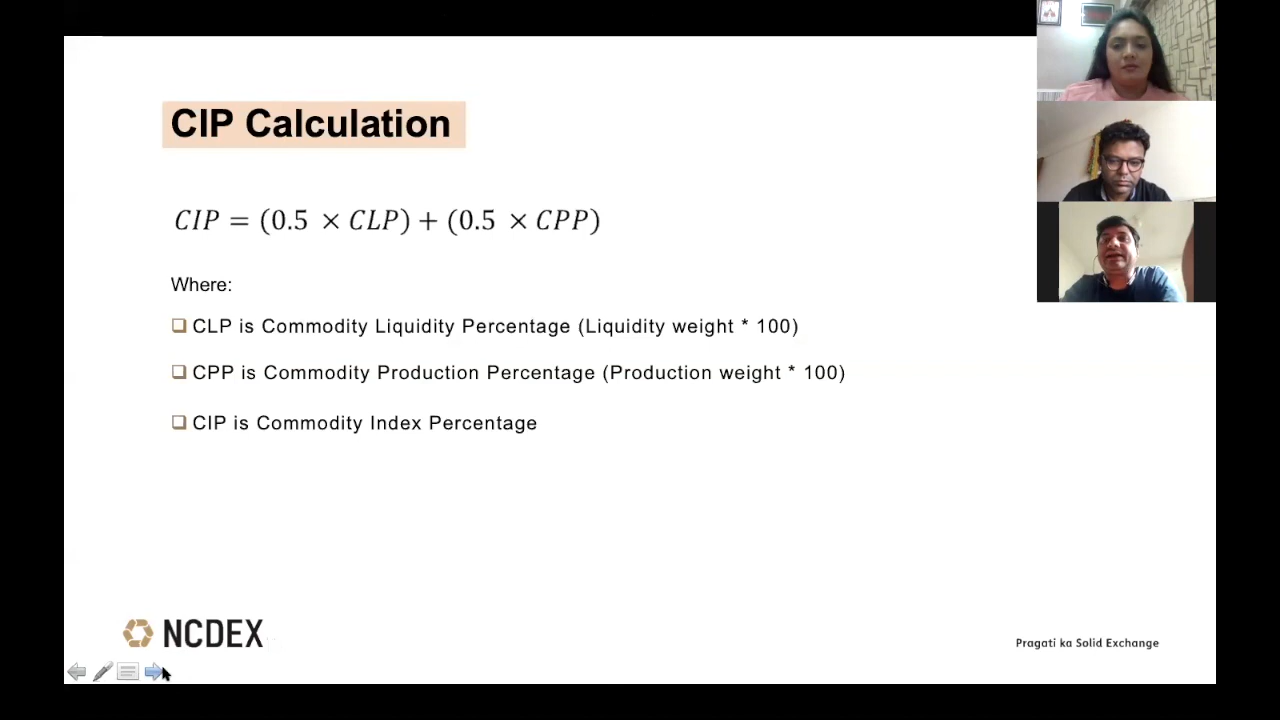 CIP Calculation
CIP = (0.5 × CLP) + (0.5 × CPP)
Where:
❑ CLP is Commodity Liquidity Percentage (Liquidity weight * 100)
❑ CPP is Commodity Production Percentage (Production weight * 100)
❑ CIP is Commodity Index Percentage
NCDEX
Pragati ka Solid Exchange